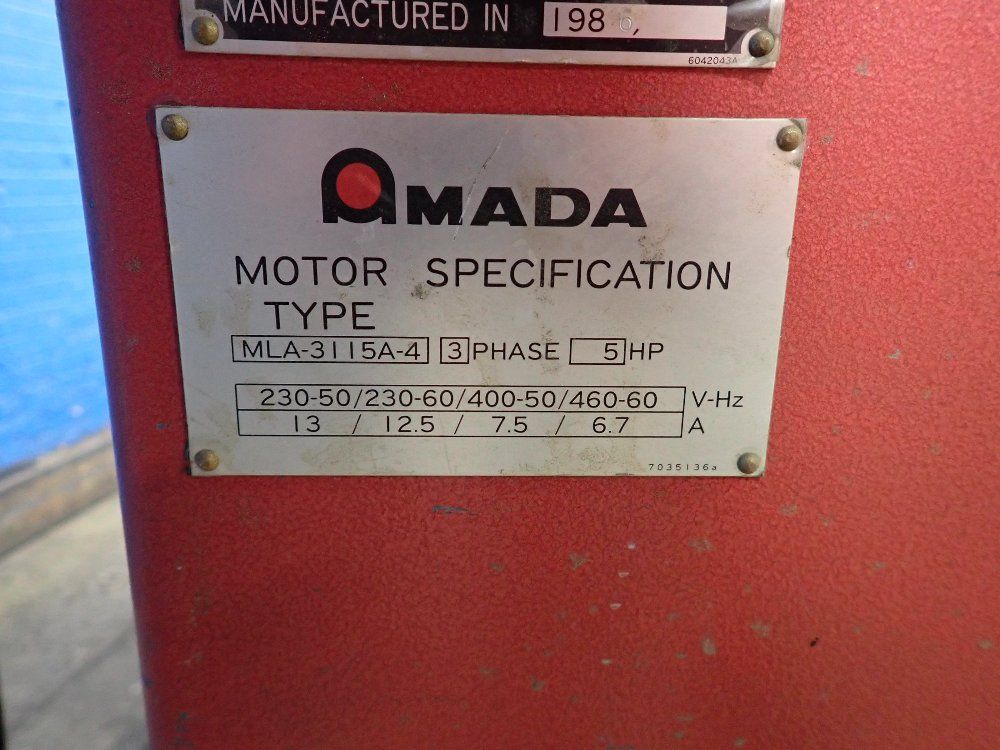 MANUFACTURED IN 1986,
6042043A
AMADA
MOTOR SPECIFICATION
TYPE
MLA-3115A-4 3 PHASE 5 HP
230-50/230-60/400-50/460-60 V-Hz
13 / 12.5 / 7.5 / 6.7 A
7035136a